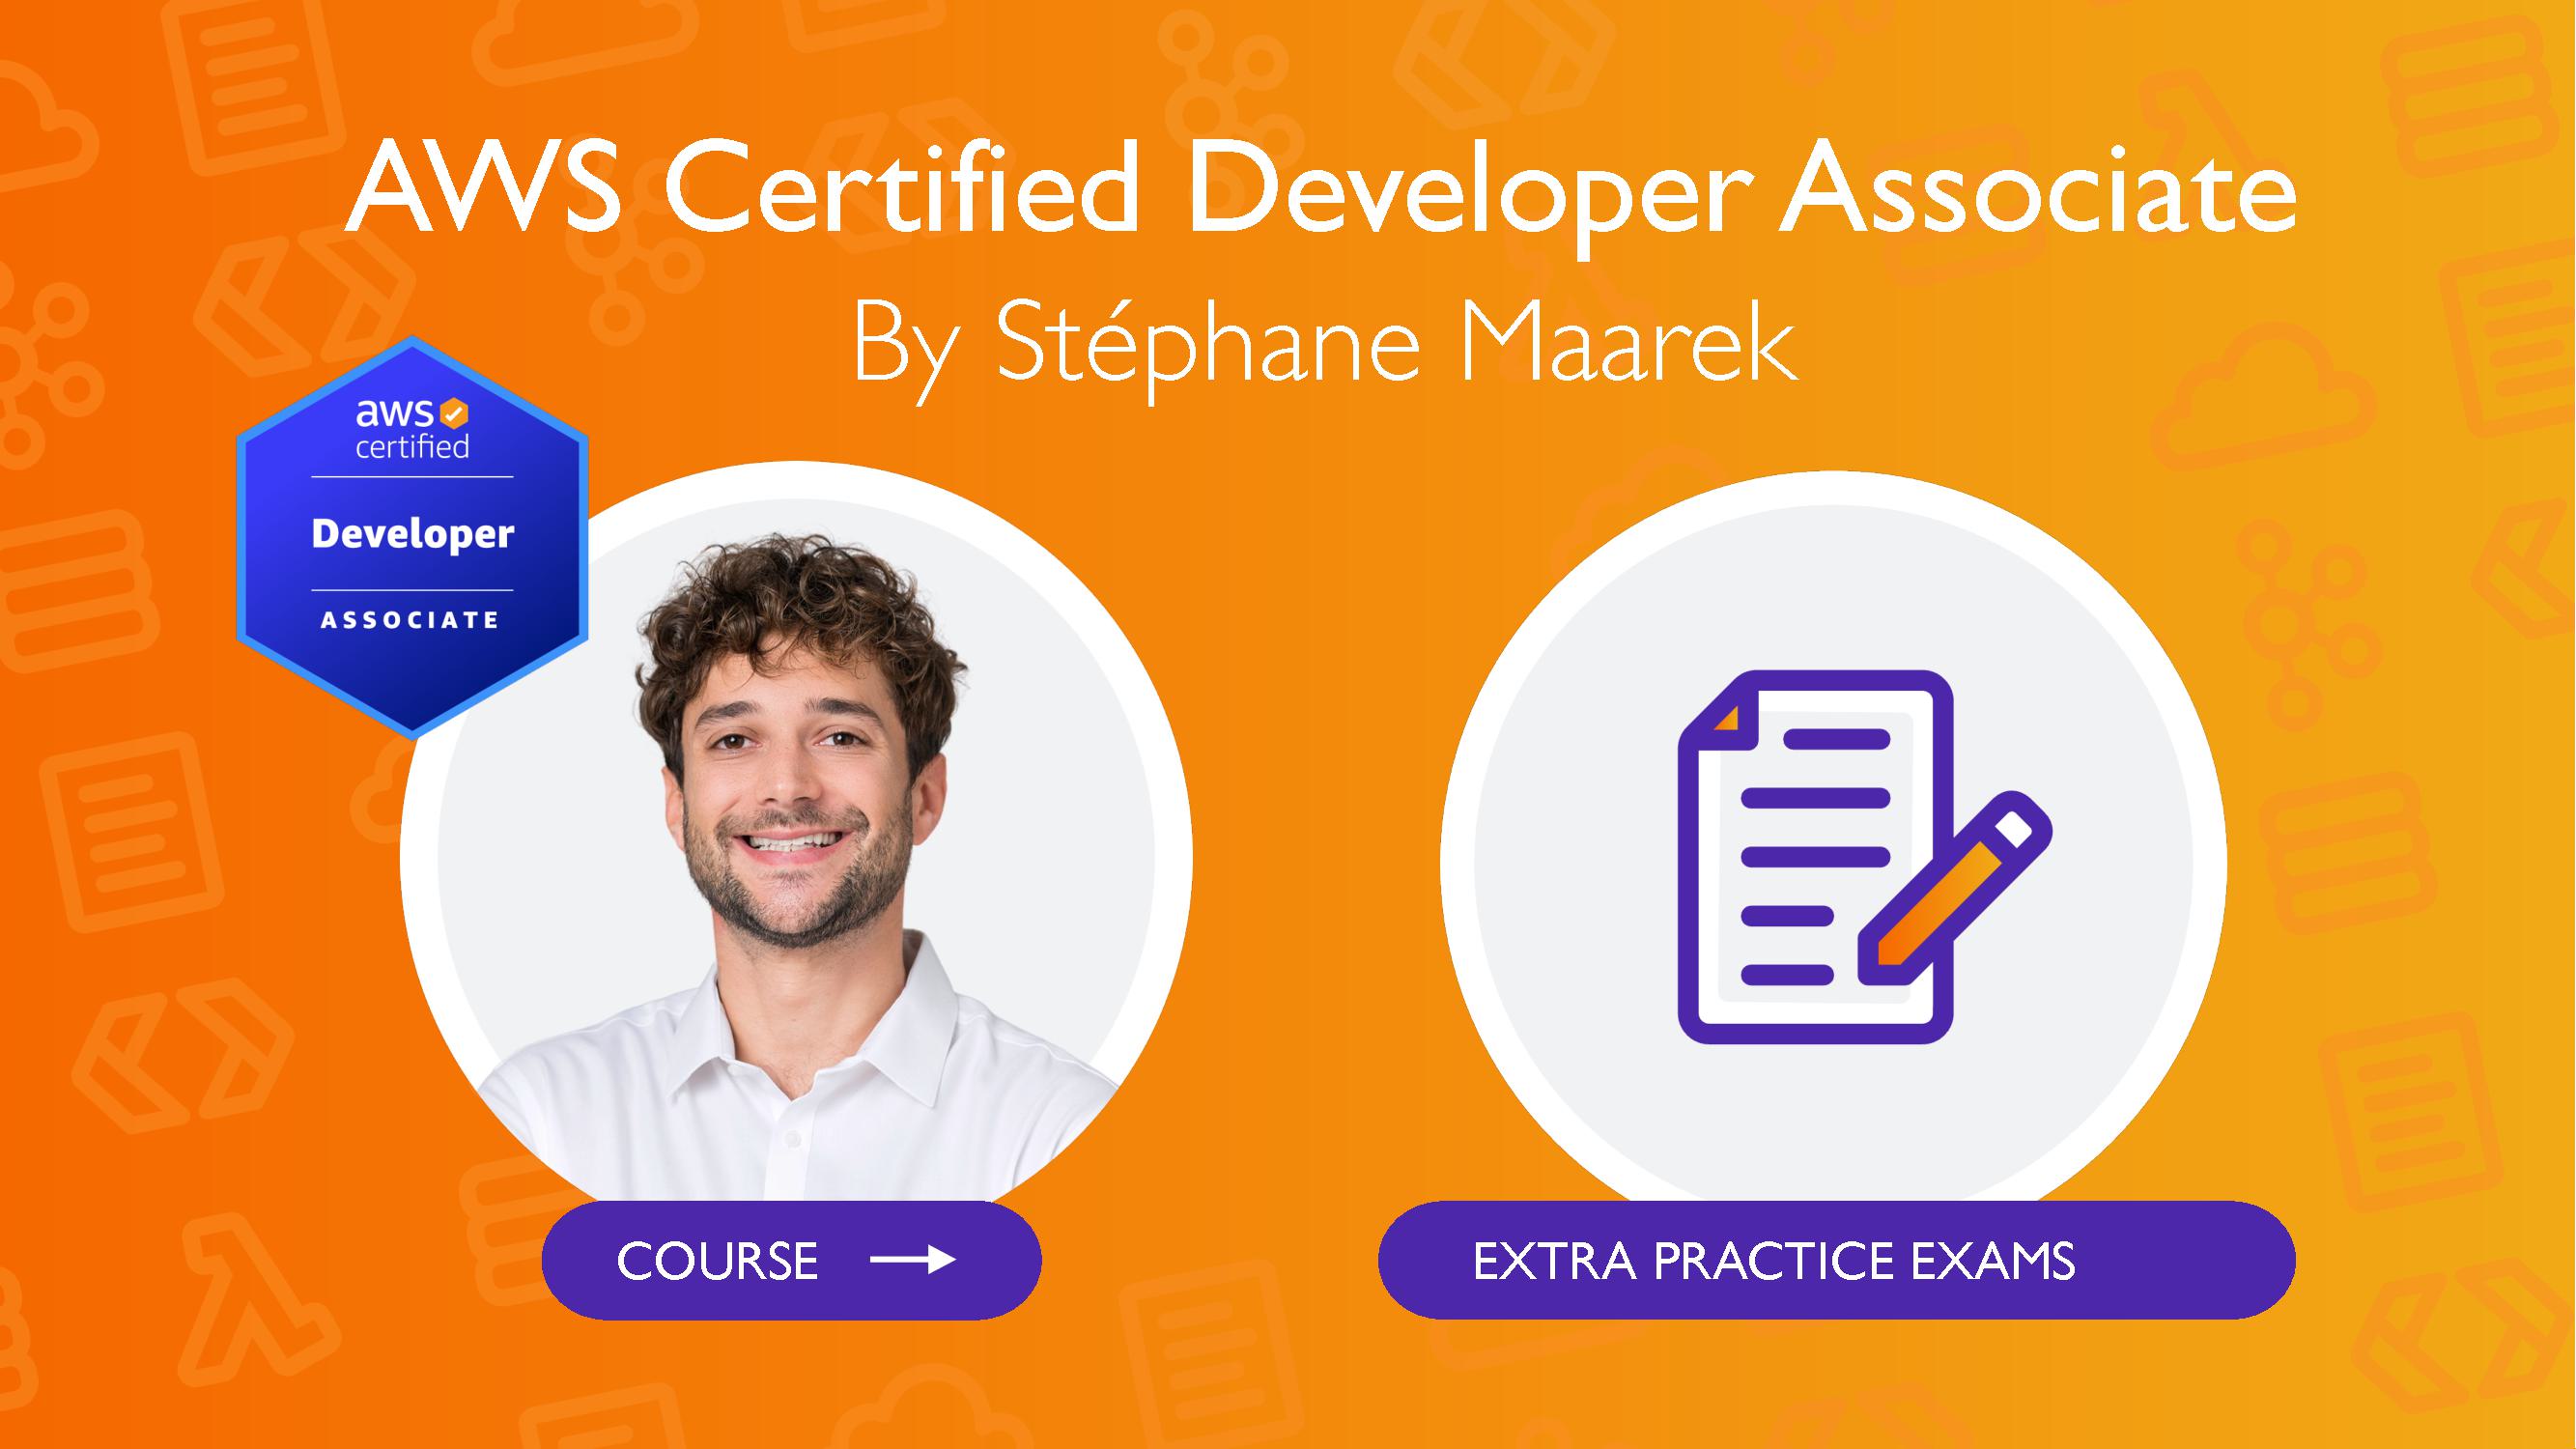 AWS Certified Developer Associate
By Stéphane Maarek
aws
certified
Developer
ASSOCIATE
COURSE
EXTRA PRACTICE EXAMS